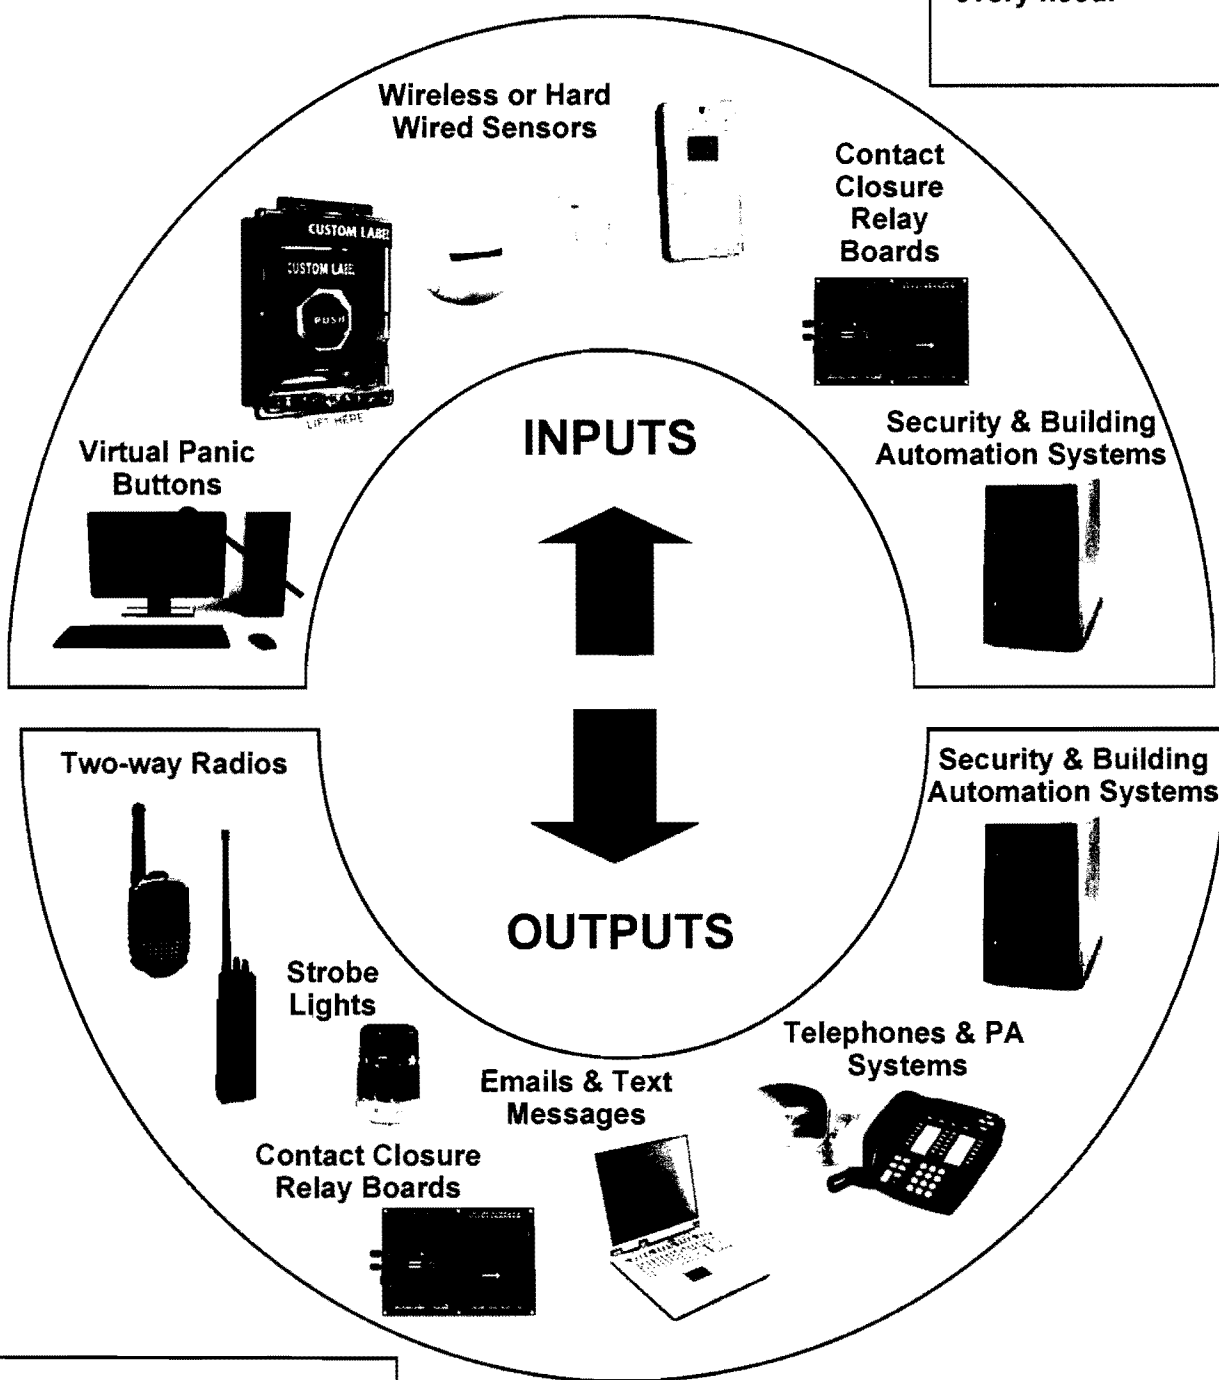 Wireless or Hard
Wired Sensors
Contact
Closure
Relay
Boards
CUSTOM LABEL
CUSTOM LABEL
PUSH
LIFT HERE
INPUTS
Security & Building
Automation Systems
Virtual Panic
Buttons
Two-way Radios
Security & Building
Automation Systems
OUTPUTS
Strobe
Lights
Telephones & PA
Systems
Emails & Text
Messages
Contact Closure
Relay Boards